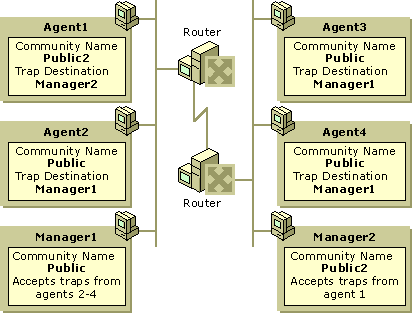 Agent1
Community Name
Public2
Trap Destination
Manager2
Router
Agent3
Community Name
Public
Trap Destination
Manager1
Agent2
Community Name
Public
Trap Destination
Manager1
Agent4
Community Name
Public
Trap Destination
Manager1
Router
Manager1
Community Name
Public
Accepts traps from
agents 2-4
Manager2
Community Name
Public2
Accepts traps from
agent 1